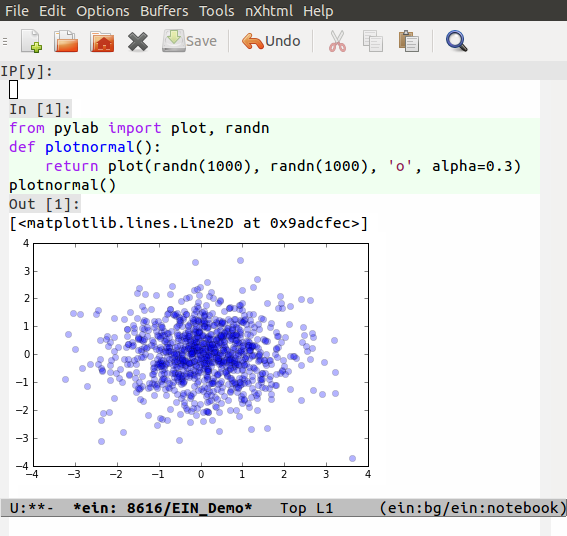 File Edit Options Buffers Tools nXhtml Help
Save Undo
IP[y]:
In [1]:
from pylab import plot, randn
def plotnormal():
    return plot(randn(1000), randn(1000), 'o', alpha=0.3)
plotnormal()
Out [1]:
[<matplotlib.lines.Line2D at 0x9adcfec>]
4
3
2
1
0
−1
−2
−3
−4
−4 −3 −2 −1 0 1 2 3 4
U:**- *ein: 8616/EIN_Demo* Top L1 (ein:bg/ein:notebook)